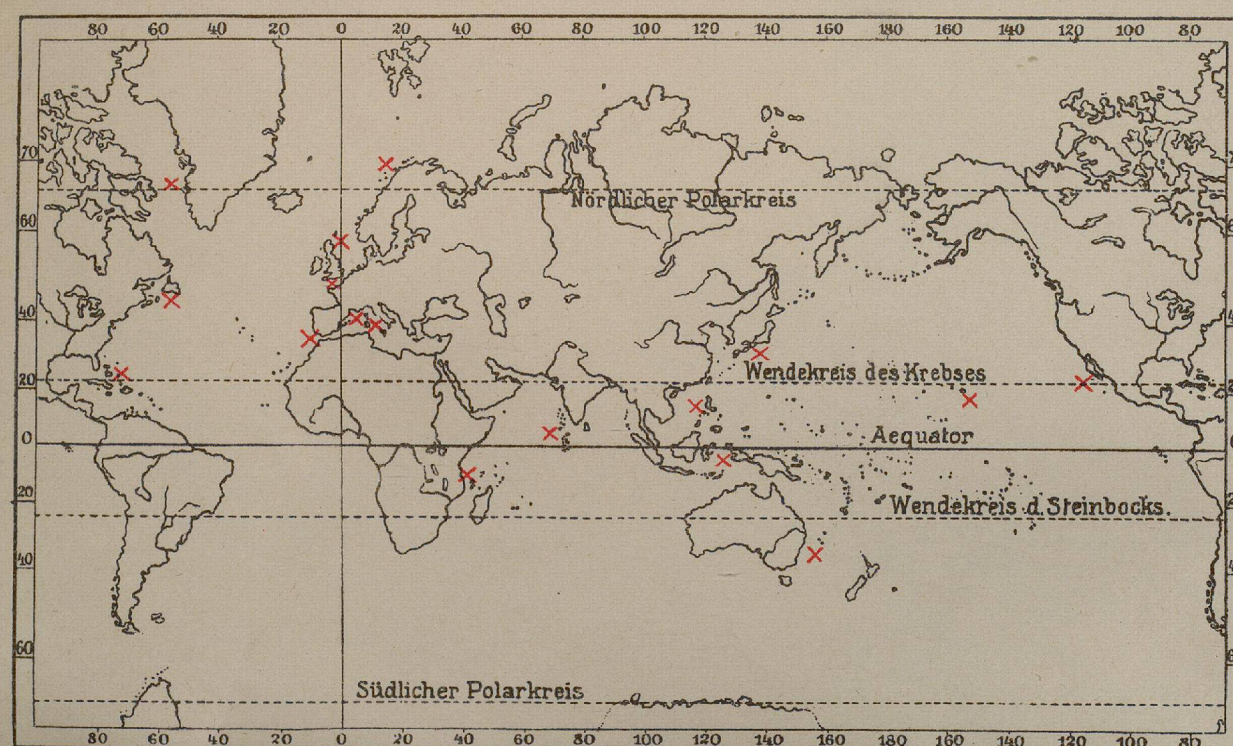 80 60 40 20 0 20 40 60 80 100 120 140 160 180 160 140 120 100 80
70
60
40
20
0
20
40
60
Nördlicher Polarkreis
Wendekreis des Krebses
Aequator
Wendekreis d. Steinbocks.
Südlicher Polarkreis
80 60 40 20 0 20 40 60 80 100 120 140 160 180 160 140 120 100 80